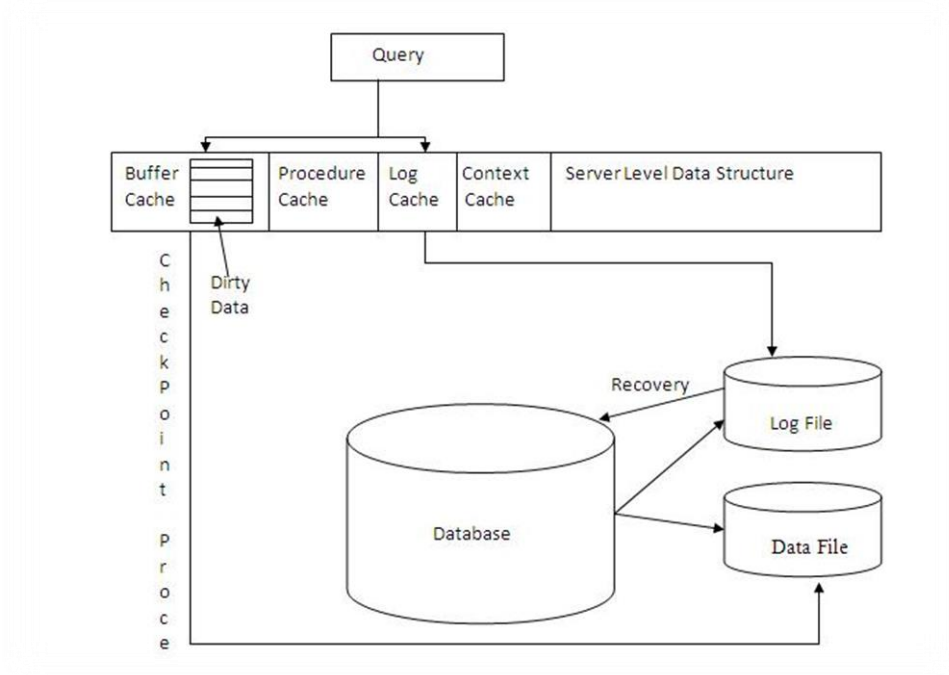 Query
Buffer
Cache
Procedure
Cache
Log
Cache
Context
Cache
Server Level Data Structure
Dirty
Data
C
h
e
c
k
P
o
i
n
t
P
r
o
c
e
Recovery
Log File
Database
Data File